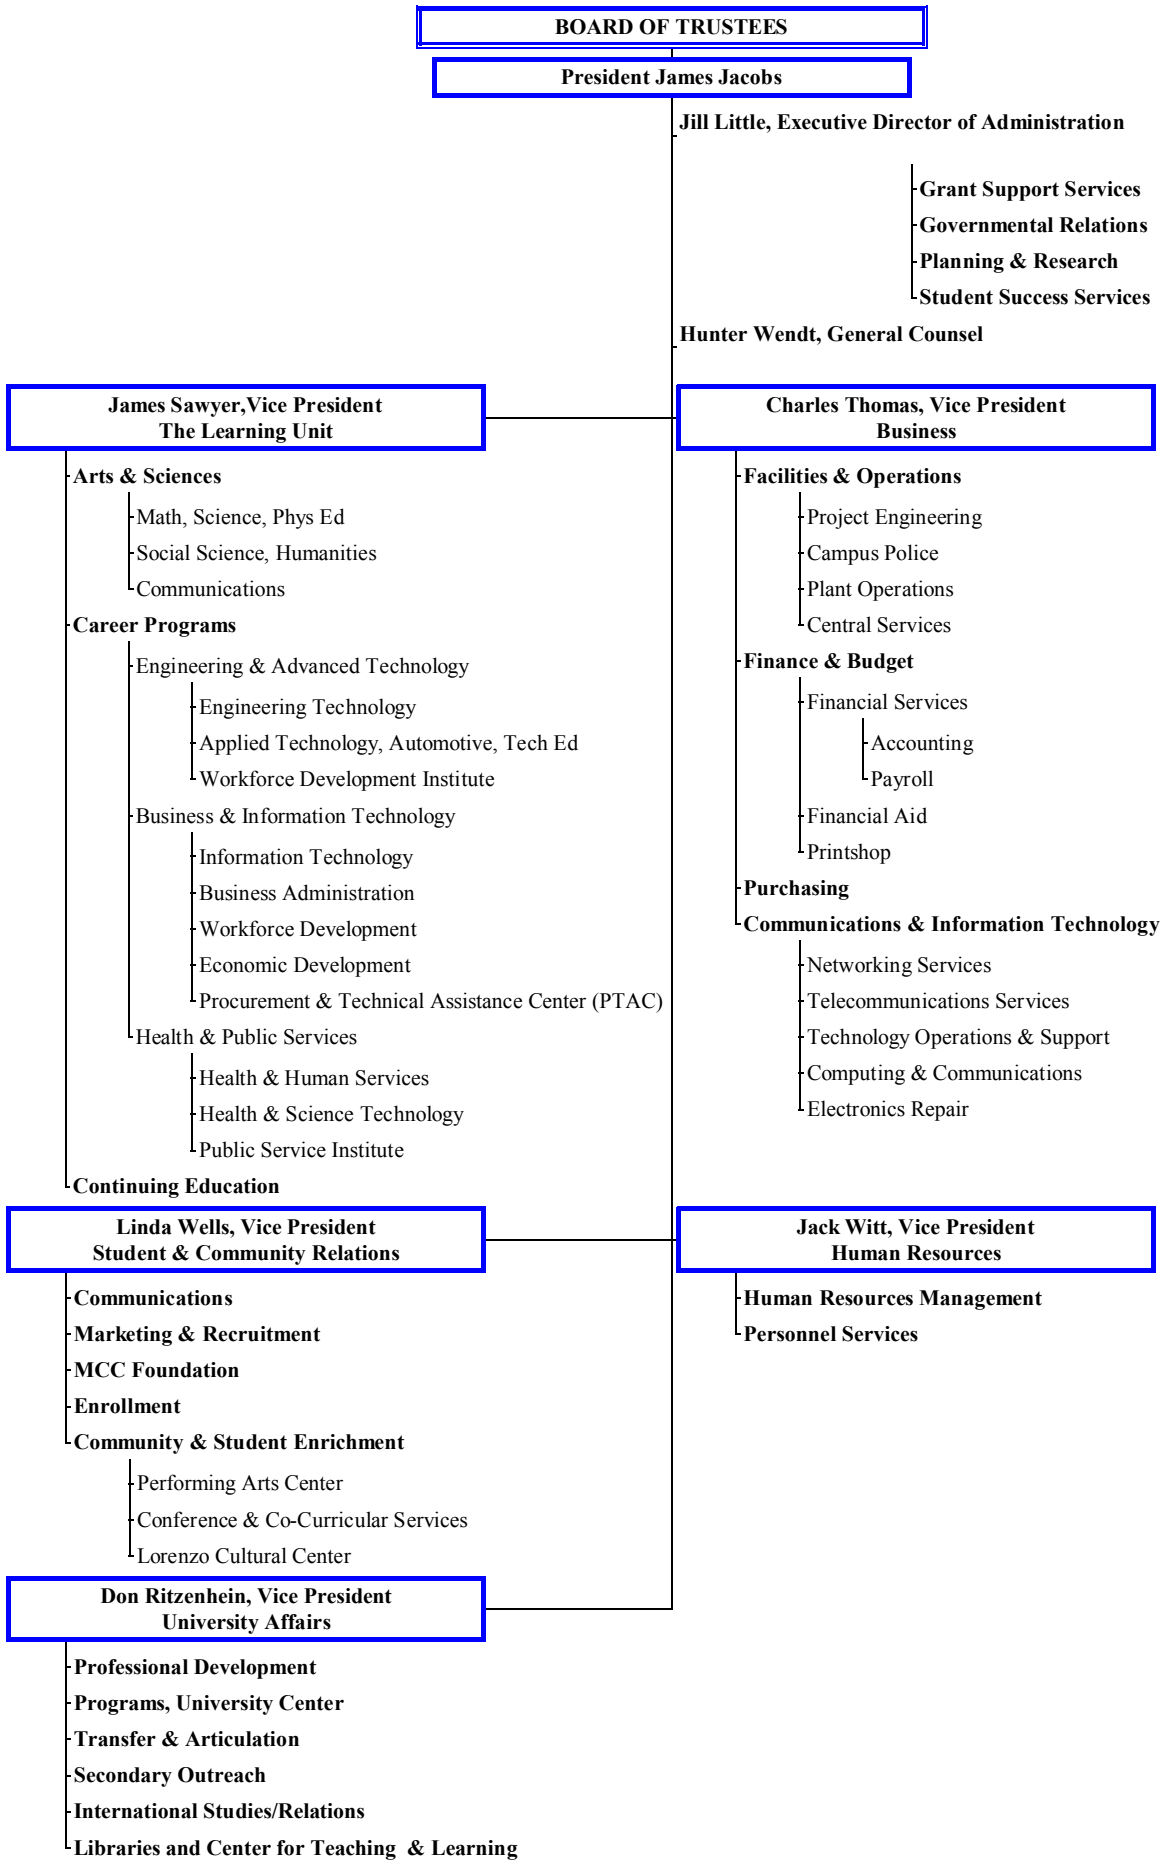 BOARD OF TRUSTEES
President James Jacobs
Jill Little, Executive Director of Administration
Grant Support Services
Governmental Relations
Planning & Research
Student Success Services
Hunter Wendt, General Counsel
James Sawyer,Vice President
The Learning Unit
Arts & Sciences
Math, Science, Phys Ed
Social Science, Humanities
Communications
Career Programs
Engineering & Advanced Technology
Engineering Technology
Applied Technology, Automotive, Tech Ed
Workforce Development Institute
Business & Information Technology
Information Technology
Business Administration
Workforce Development
Economic Development
Procurement & Technical Assistance Center (PTAC)
Health & Public Services
Health & Human Services
Health & Science Technology
Public Service Institute
Continuing Education
Charles Thomas, Vice President
Business
Facilities & Operations
Project Engineering
Campus Police
Plant Operations
Central Services
Finance & Budget
Financial Services
Accounting
Payroll
Financial Aid
Printshop
Purchasing
Communications & Information Technology
Networking Services
Telecommunications Services
Technology Operations & Support
Computing & Communications
Electronics Repair
Linda Wells, Vice President
Student & Community Relations
Communications
Marketing & Recruitment
MCC Foundation
Enrollment
Community & Student Enrichment
Performing Arts Center
Conference & Co-Curricular Services
Lorenzo Cultural Center
Jack Witt, Vice President
Human Resources
Human Resources Management
Personnel Services
Don Ritzenhein, Vice President
University Affairs
Professional Development
Programs, University Center
Transfer & Articulation
Secondary Outreach
International Studies/Relations
Libraries and Center for Teaching & Learning